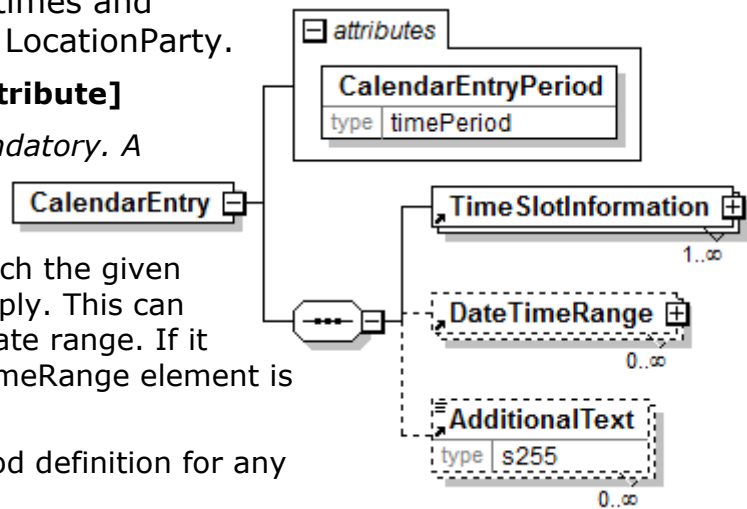 times and
LocationParty.
tribute]
ndatory. A
ch the given
ply. This can
ate range. If it
meRange element is
od definition for any
attributes
CalendarEntryPeriod
type timePeriod
CalendarEntry
TimeSlotInformation
1..∞
DateTimeRange
0..∞
AdditionalText
type s255
0..∞